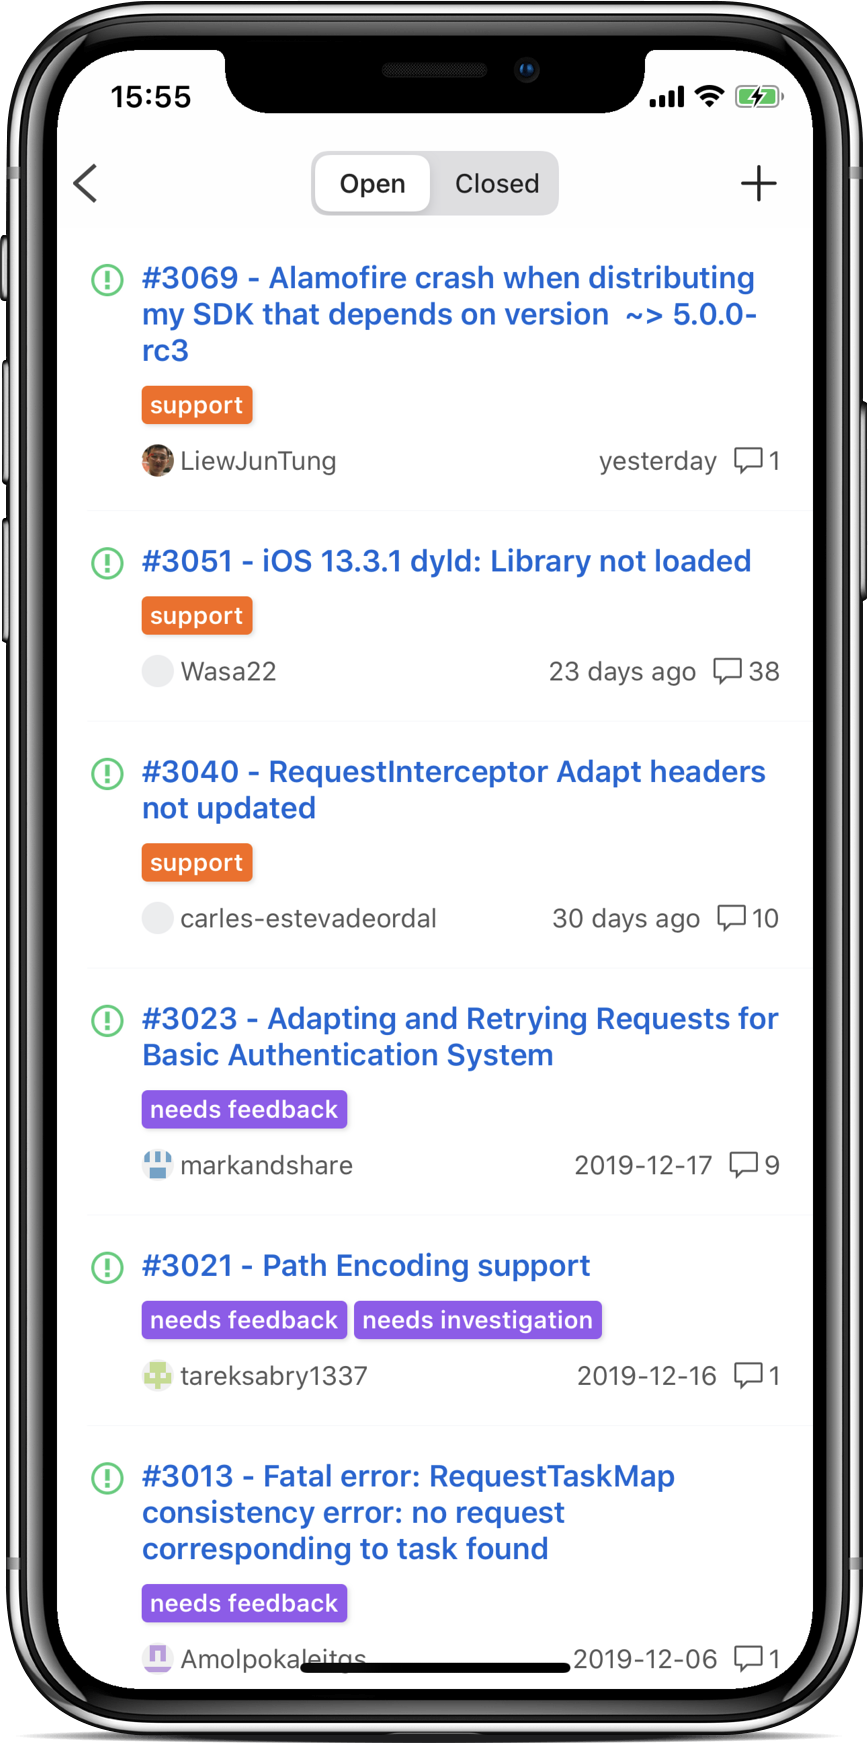 15:55
Open Closed
#3069 - Alamofire crash when distributing
my SDK that depends on version ~> 5.0.0-
rc3
support
LiewJunTung yesterday 1
#3051 - iOS 13.3.1 dyld: Library not loaded
support
Wasa22 23 days ago 38
#3040 - RequestInterceptor Adapt headers
not updated
support
carles-estevadeordal 30 days ago 10
#3023 - Adapting and Retrying Requests for
Basic Authentication System
needs feedback
markandshare 2019-12-17 9
#3021 - Path Encoding support
needs feedback needs investigation
tareksabry1337 2019-12-16 1
#3013 - Fatal error: RequestTaskMap
consistency error: no request
corresponding to task found
needs feedback
Amolpokaleitgs 2019-12-06 1